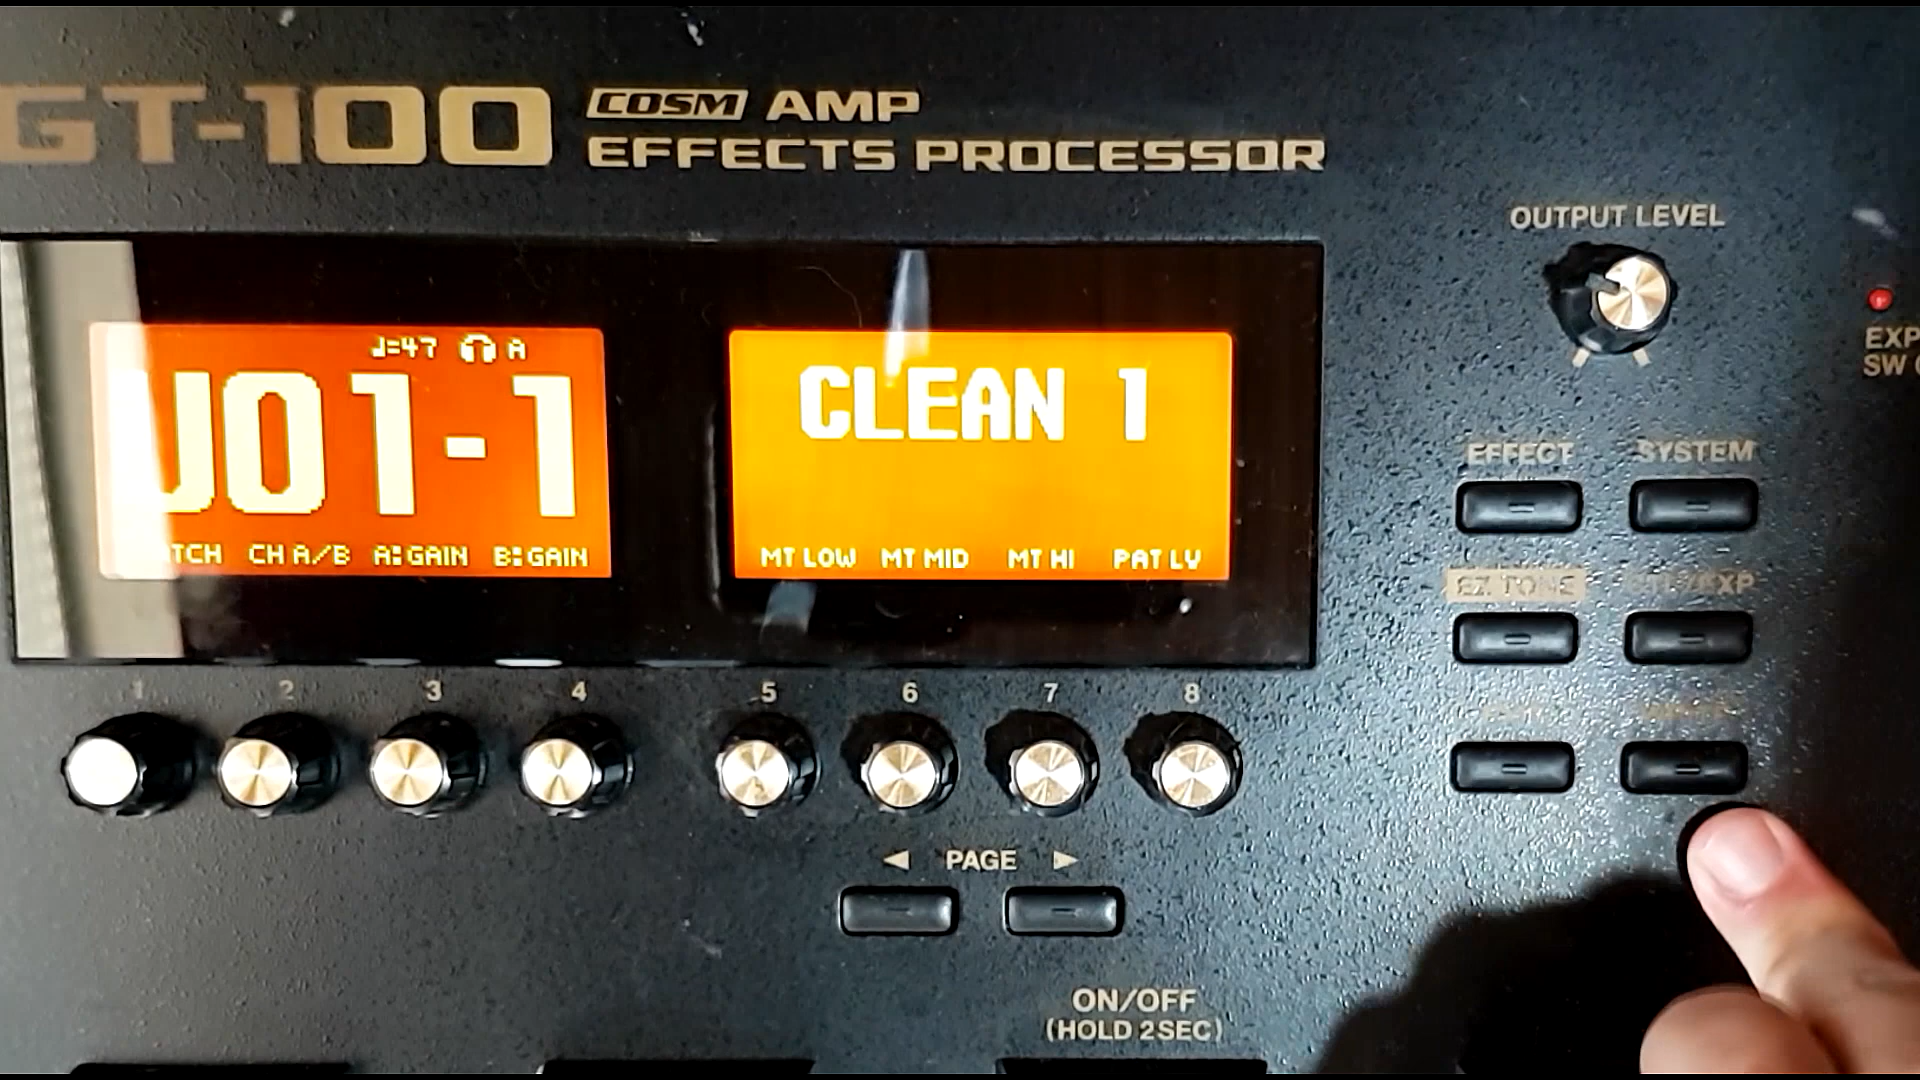 GT-100 COSM AMP
EFFECTS PROCESSOR
OUTPUT LEVEL
EXP
SW
♩=47 A
U01-1
CH A/B A:GAIN B:GAIN
CLEAN 1
MT LOW MT MID MT HI PAT LV
EFFECT SYSTEM
EZ TONE /EXP
1 2 3 4 5 6 7 8
◀ PAGE ▶
ON/OFF
(HOLD 2SEC)